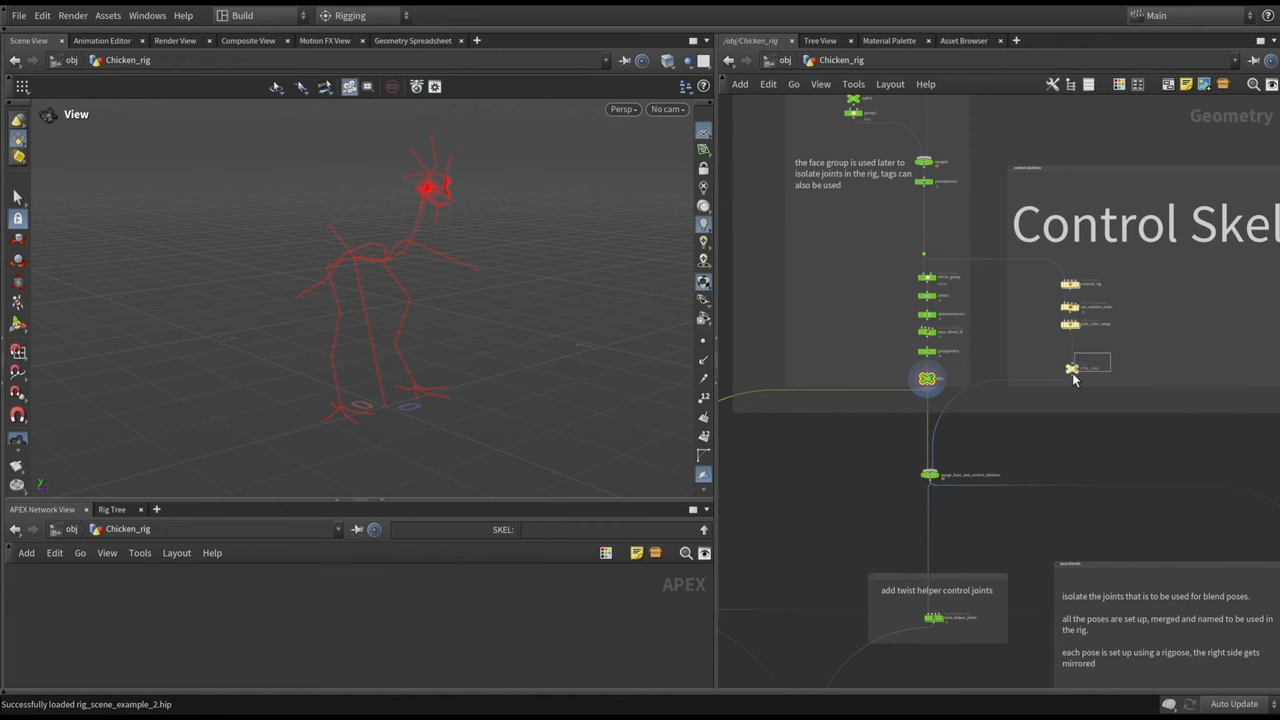 File Edit Render Assets Windows Help Build Rigging Main
Scene View Animation Editor Render View Composite View Motion FX View Geometry Spreadsheet
/obj/Chicken_rig Tree View Material Palette Asset Browser
obj Chicken_rig
obj Chicken_rig
Add Edit Go View Tools Layout Help
View
Persp No cam
Geometry
the face group is used later to
isolate joints in the rig, tags can
also be used
control skeleton
Control Skel
merge_base_and_control_skeleton
add twist helper control joints
pose blends
isolate the joints that is to be used for blend poses.
all the poses are set up, merged and named to be used in
the rig.
each pose is set up using a rigpose, the right side gets
mirrored
y
APEX Network View Rig Tree
obj Chicken_rig SKEL:
Add Edit Go View Tools Layout Help
APEX
Successfully loaded rig_scene_example_2.hip
Auto Update